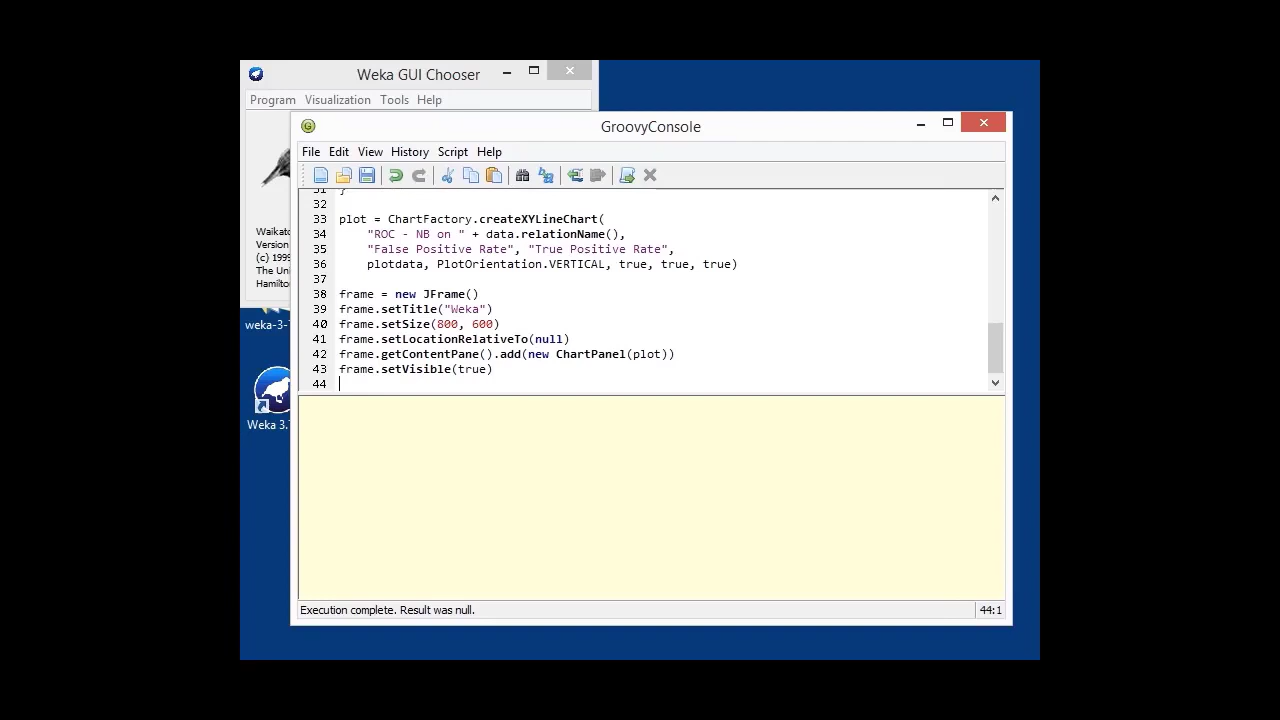 Weka GUI Chooser
Program Visualization Tools Help
GroovyConsole
File Edit View History Script Help
31 }
32
33 plot = ChartFactory.createXYLineChart(
34 "ROC - NB on " + data.relationName(),
35 "False Positive Rate", "True Positive Rate",
36 plotdata, PlotOrientation.VERTICAL, true, true, true)
37
38 frame = new JFrame()
39 frame.setTitle("Weka")
40 frame.setSize(800, 600)
41 frame.setLocationRelativeTo(null)
42 frame.getContentPane().add(new ChartPanel(plot))
43 frame.setVisible(true)
44
Waikat
Version
(c) 1999
The Uni
Hamilto
weka-3-
Weka 3.
Execution complete. Result was null.
44:1